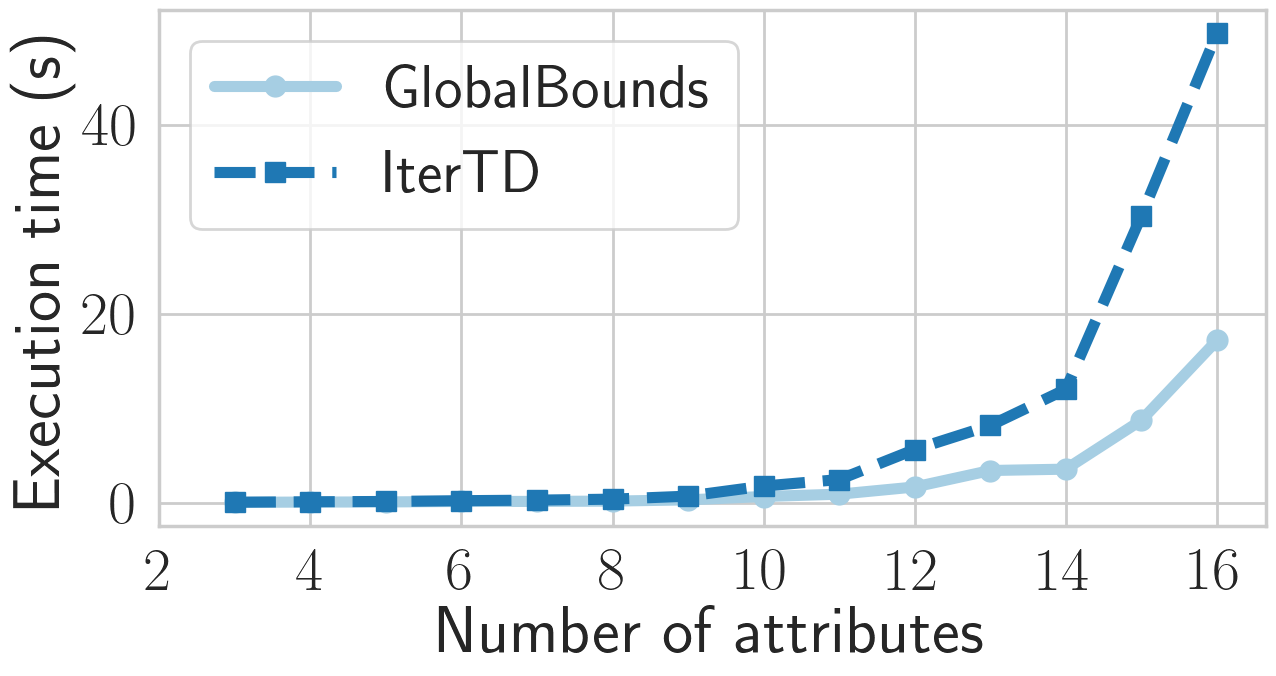 Execution time (s)
40
20
0
GlobalBounds
IterTD
2 4 6 8 10 12 14 16
Number of attributes